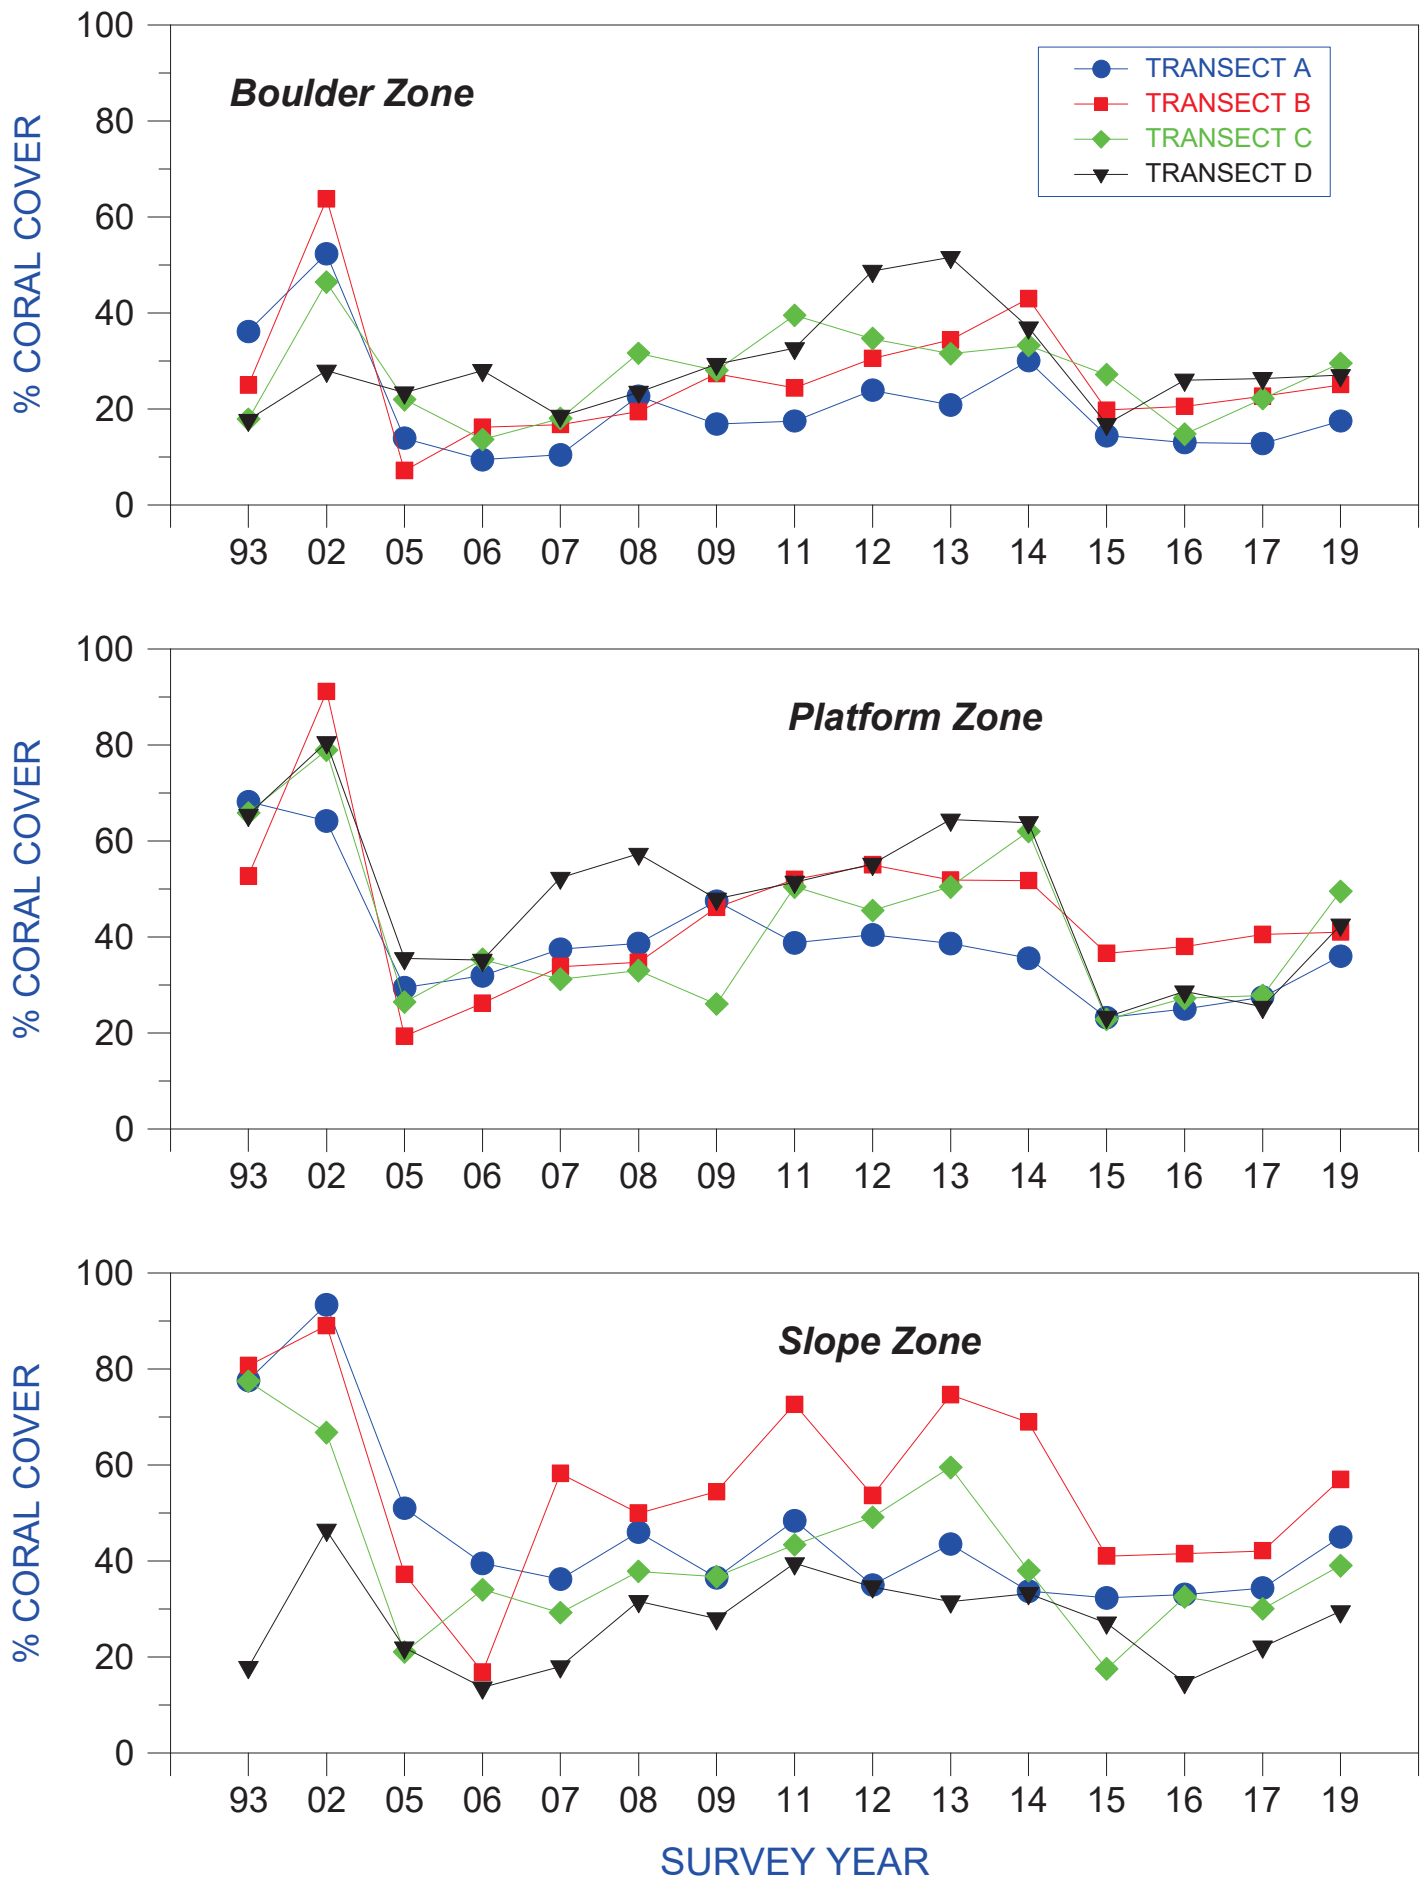 Boulder Zone
TRANSECT A
TRANSECT B
TRANSECT C
TRANSECT D
% CORAL COVER
100
80
60
40
20
0
93 02 05 06 07 08 09 11 12 13 14 15 16 17 19
Platform Zone
% CORAL COVER
100
80
60
40
20
0
93 02 05 06 07 08 09 11 12 13 14 15 16 17 19
Slope Zone
% CORAL COVER
100
80
60
40
20
0
93 02 05 06 07 08 09 11 12 13 14 15 16 17 19
SURVEY YEAR